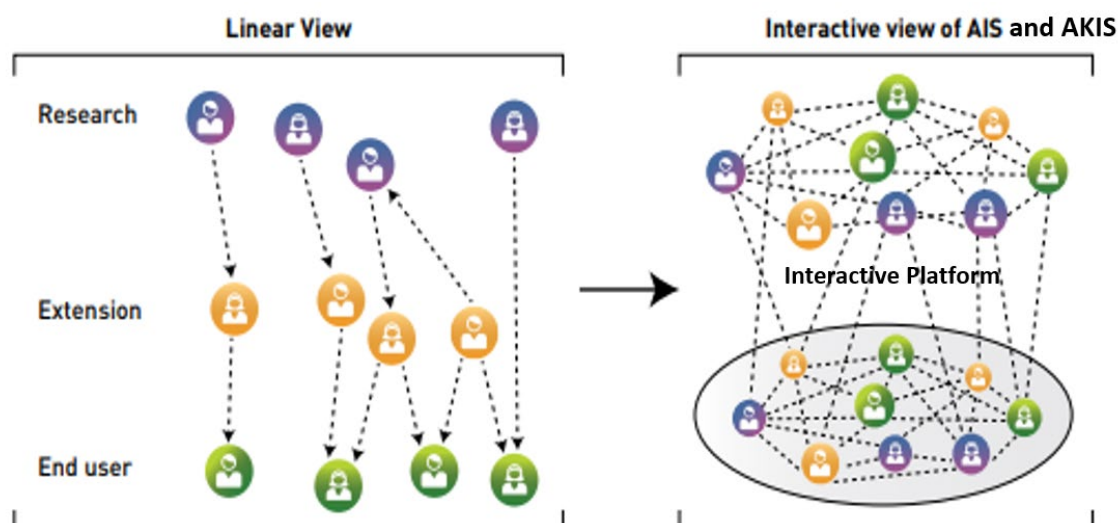 Linear View
Interactive view of AIS and AKIS
Research
Interactive Platform
Extension
End user